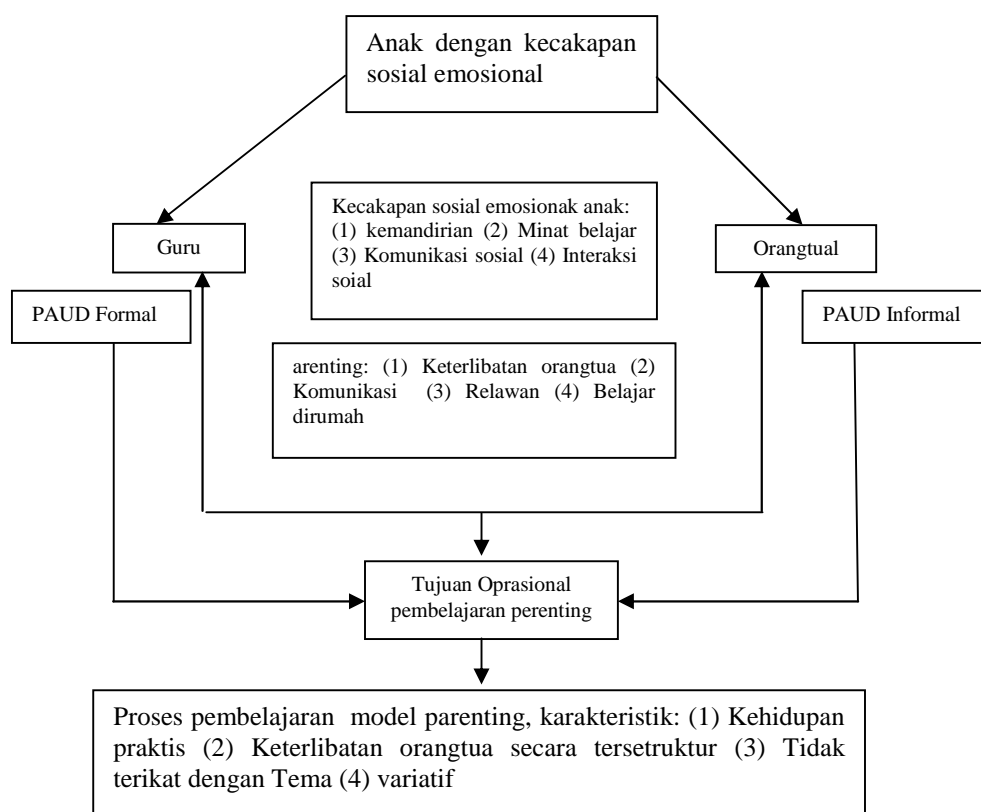 Anak dengan kecakapan
sosial emosional
Kecakapan sosial emosionak anak:
(1) kemandirian (2) Minat belajar
(3) Komunikasi sosial (4) Interaksi
soial
Guru
Orangtual
PAUD Formal
PAUD Informal
arenting: (1) Keterlibatan orangtua (2)
Komunikasi (3) Relawan (4) Belajar
dirumah
Tujuan Oprasional
pembelajaran perenting
Proses pembelajaran model parenting, karakteristik: (1) Kehidupan
praktis (2) Keterlibatan orangtua secara tersetruktur (3) Tidak
terikat dengan Tema (4) variatif